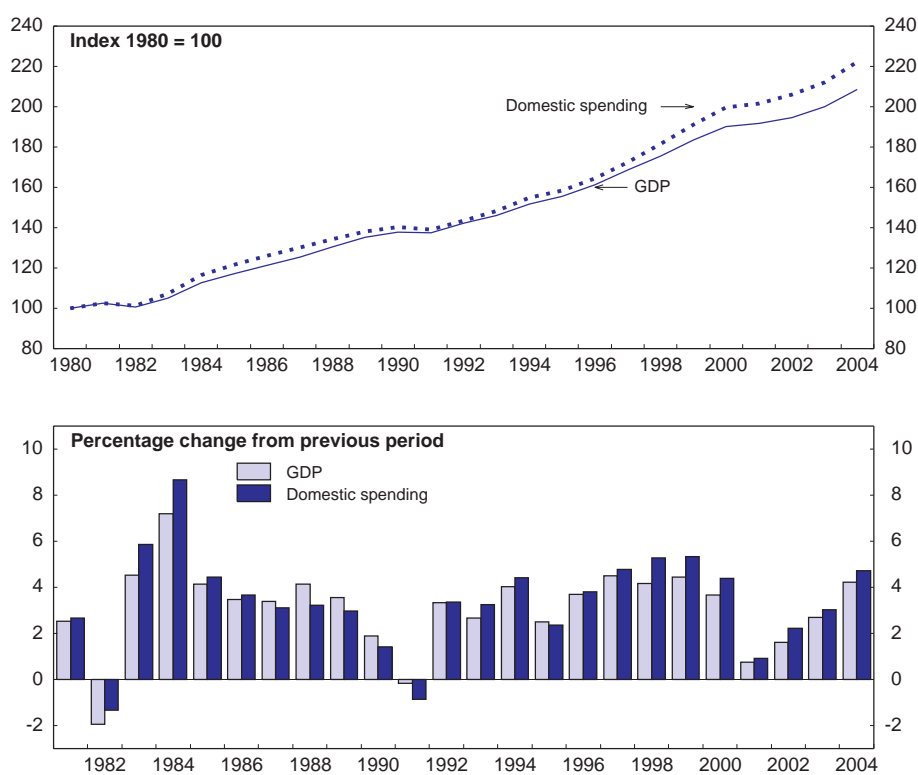 240 240
Index 1980 = 100
220 220
Domestic spending
200 200
180 180
GDP
160 160
140 140
120 120
100 100
80 80
1980 1982 1984 1986 1988 1990 1992 1994 1996 1998 2000 2002 2004
Percentage change from previous period
10 10
GDP
Domestic spending
8 8
6 6
4 4
2 2
0 0
-2 -2
1982 1984 1986 1988 1990 1992 1994 1996 1998 2000 2002 2004